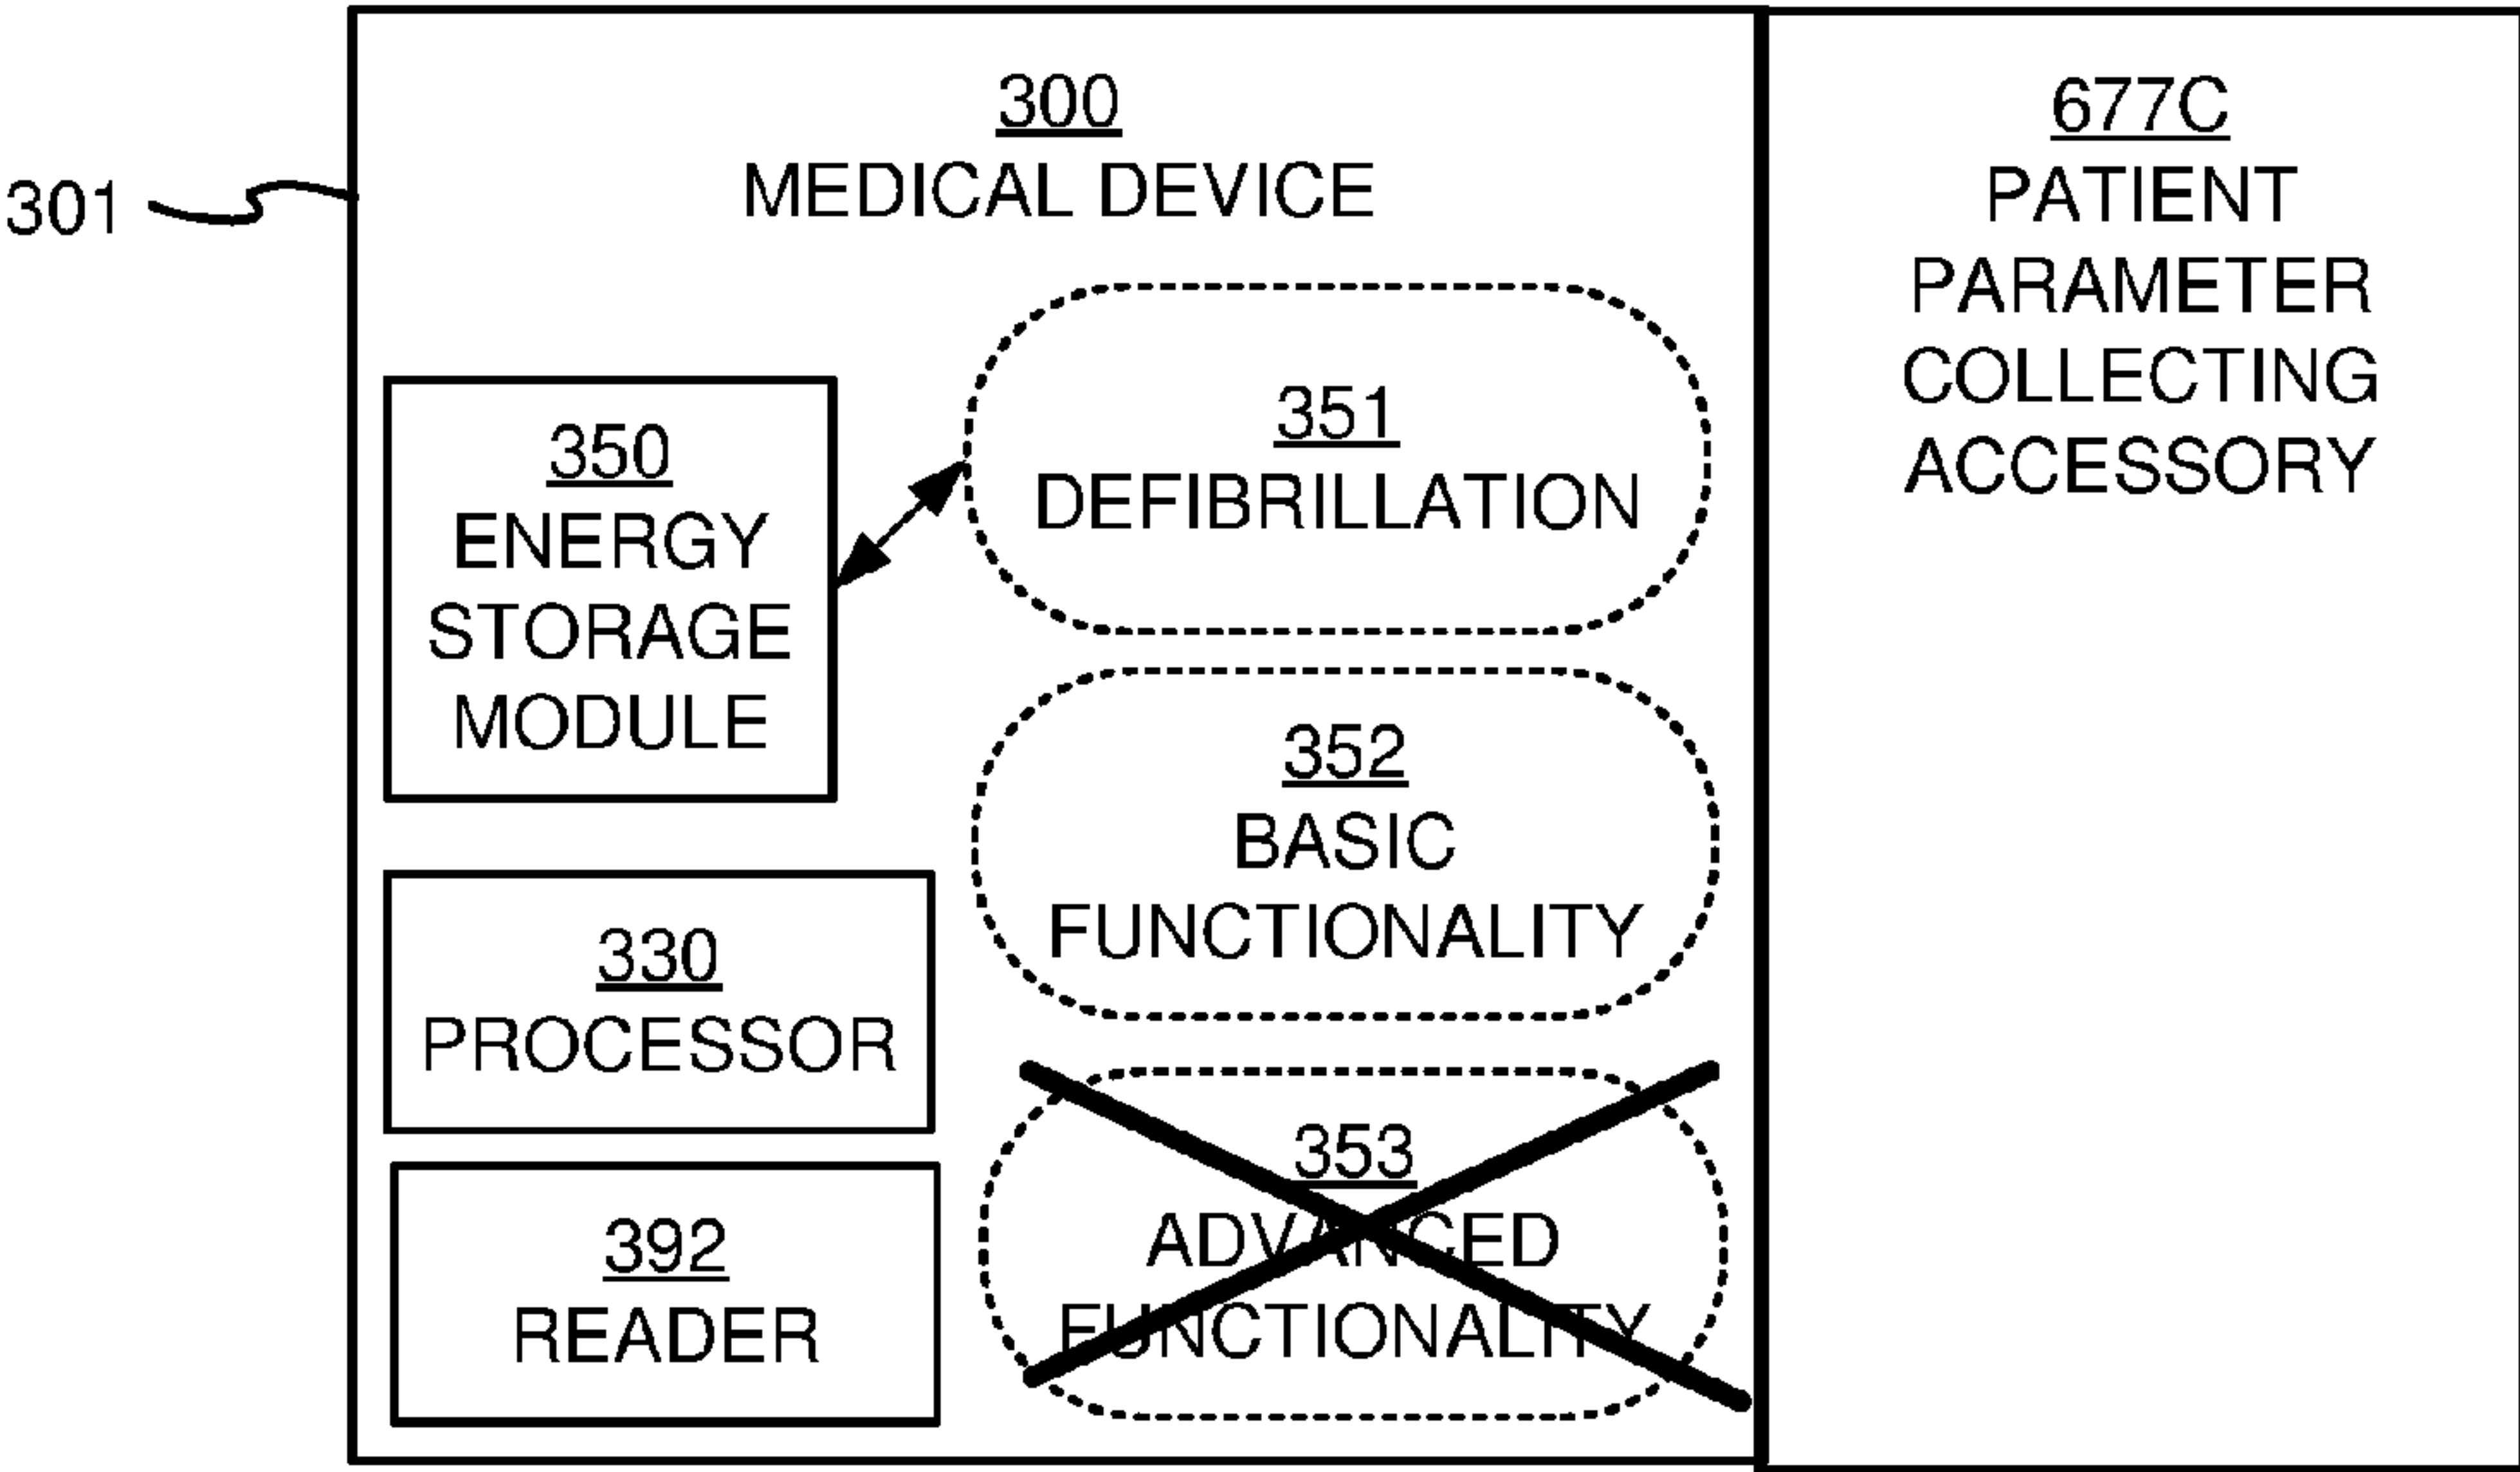 300
MEDICAL DEVICE
301
350
ENERGY
STORAGE
MODULE
351
DEFIBRILLATION
352
BASIC
FUNCTIONALITY
330
PROCESSOR
392
READER
353
ADVANCED
FUNCTIONALITY
677C
PATIENT
PARAMETER
COLLECTING
ACCESSORY